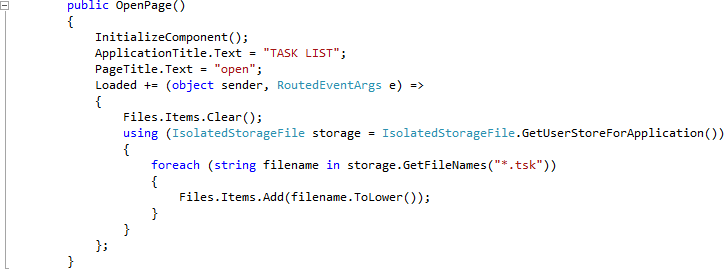 public OpenPage()
{
InitializeComponent();
ApplicationTitle.Text = "TASK LIST";
PageTitle.Text = "open";
Loaded += (object sender, RoutedEventArgs e) =>
{
Files.Items.Clear();
using (IsolatedStorageFile storage = IsolatedStorageFile.GetUserStoreForApplication())
{
foreach (string filename in storage.GetFileNames("*.tsk"))
{
Files.Items.Add(filename.ToLower());
}
}
};
}